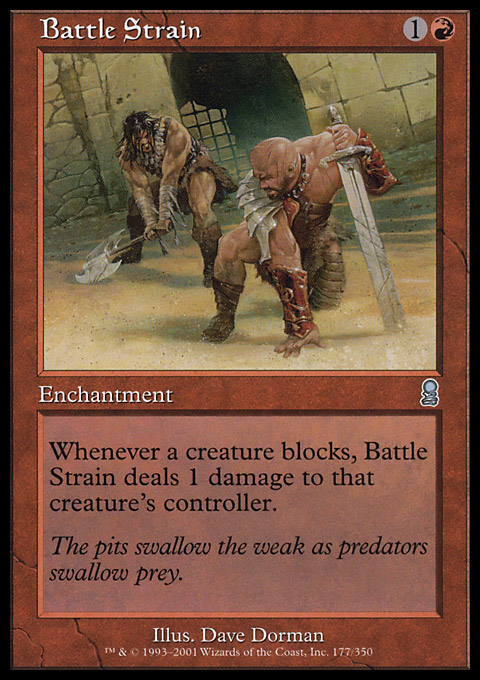 Battle Strain 1
Enchantment
Whenever a creature blocks, Battle
Strain deals 1 damage to that
creature's controller.
The pits swallow the weak as predators
swallow prey.
Illus. Dave Dorman
™ & © 1993–2001 Wizards of the Coast, Inc. 177/350